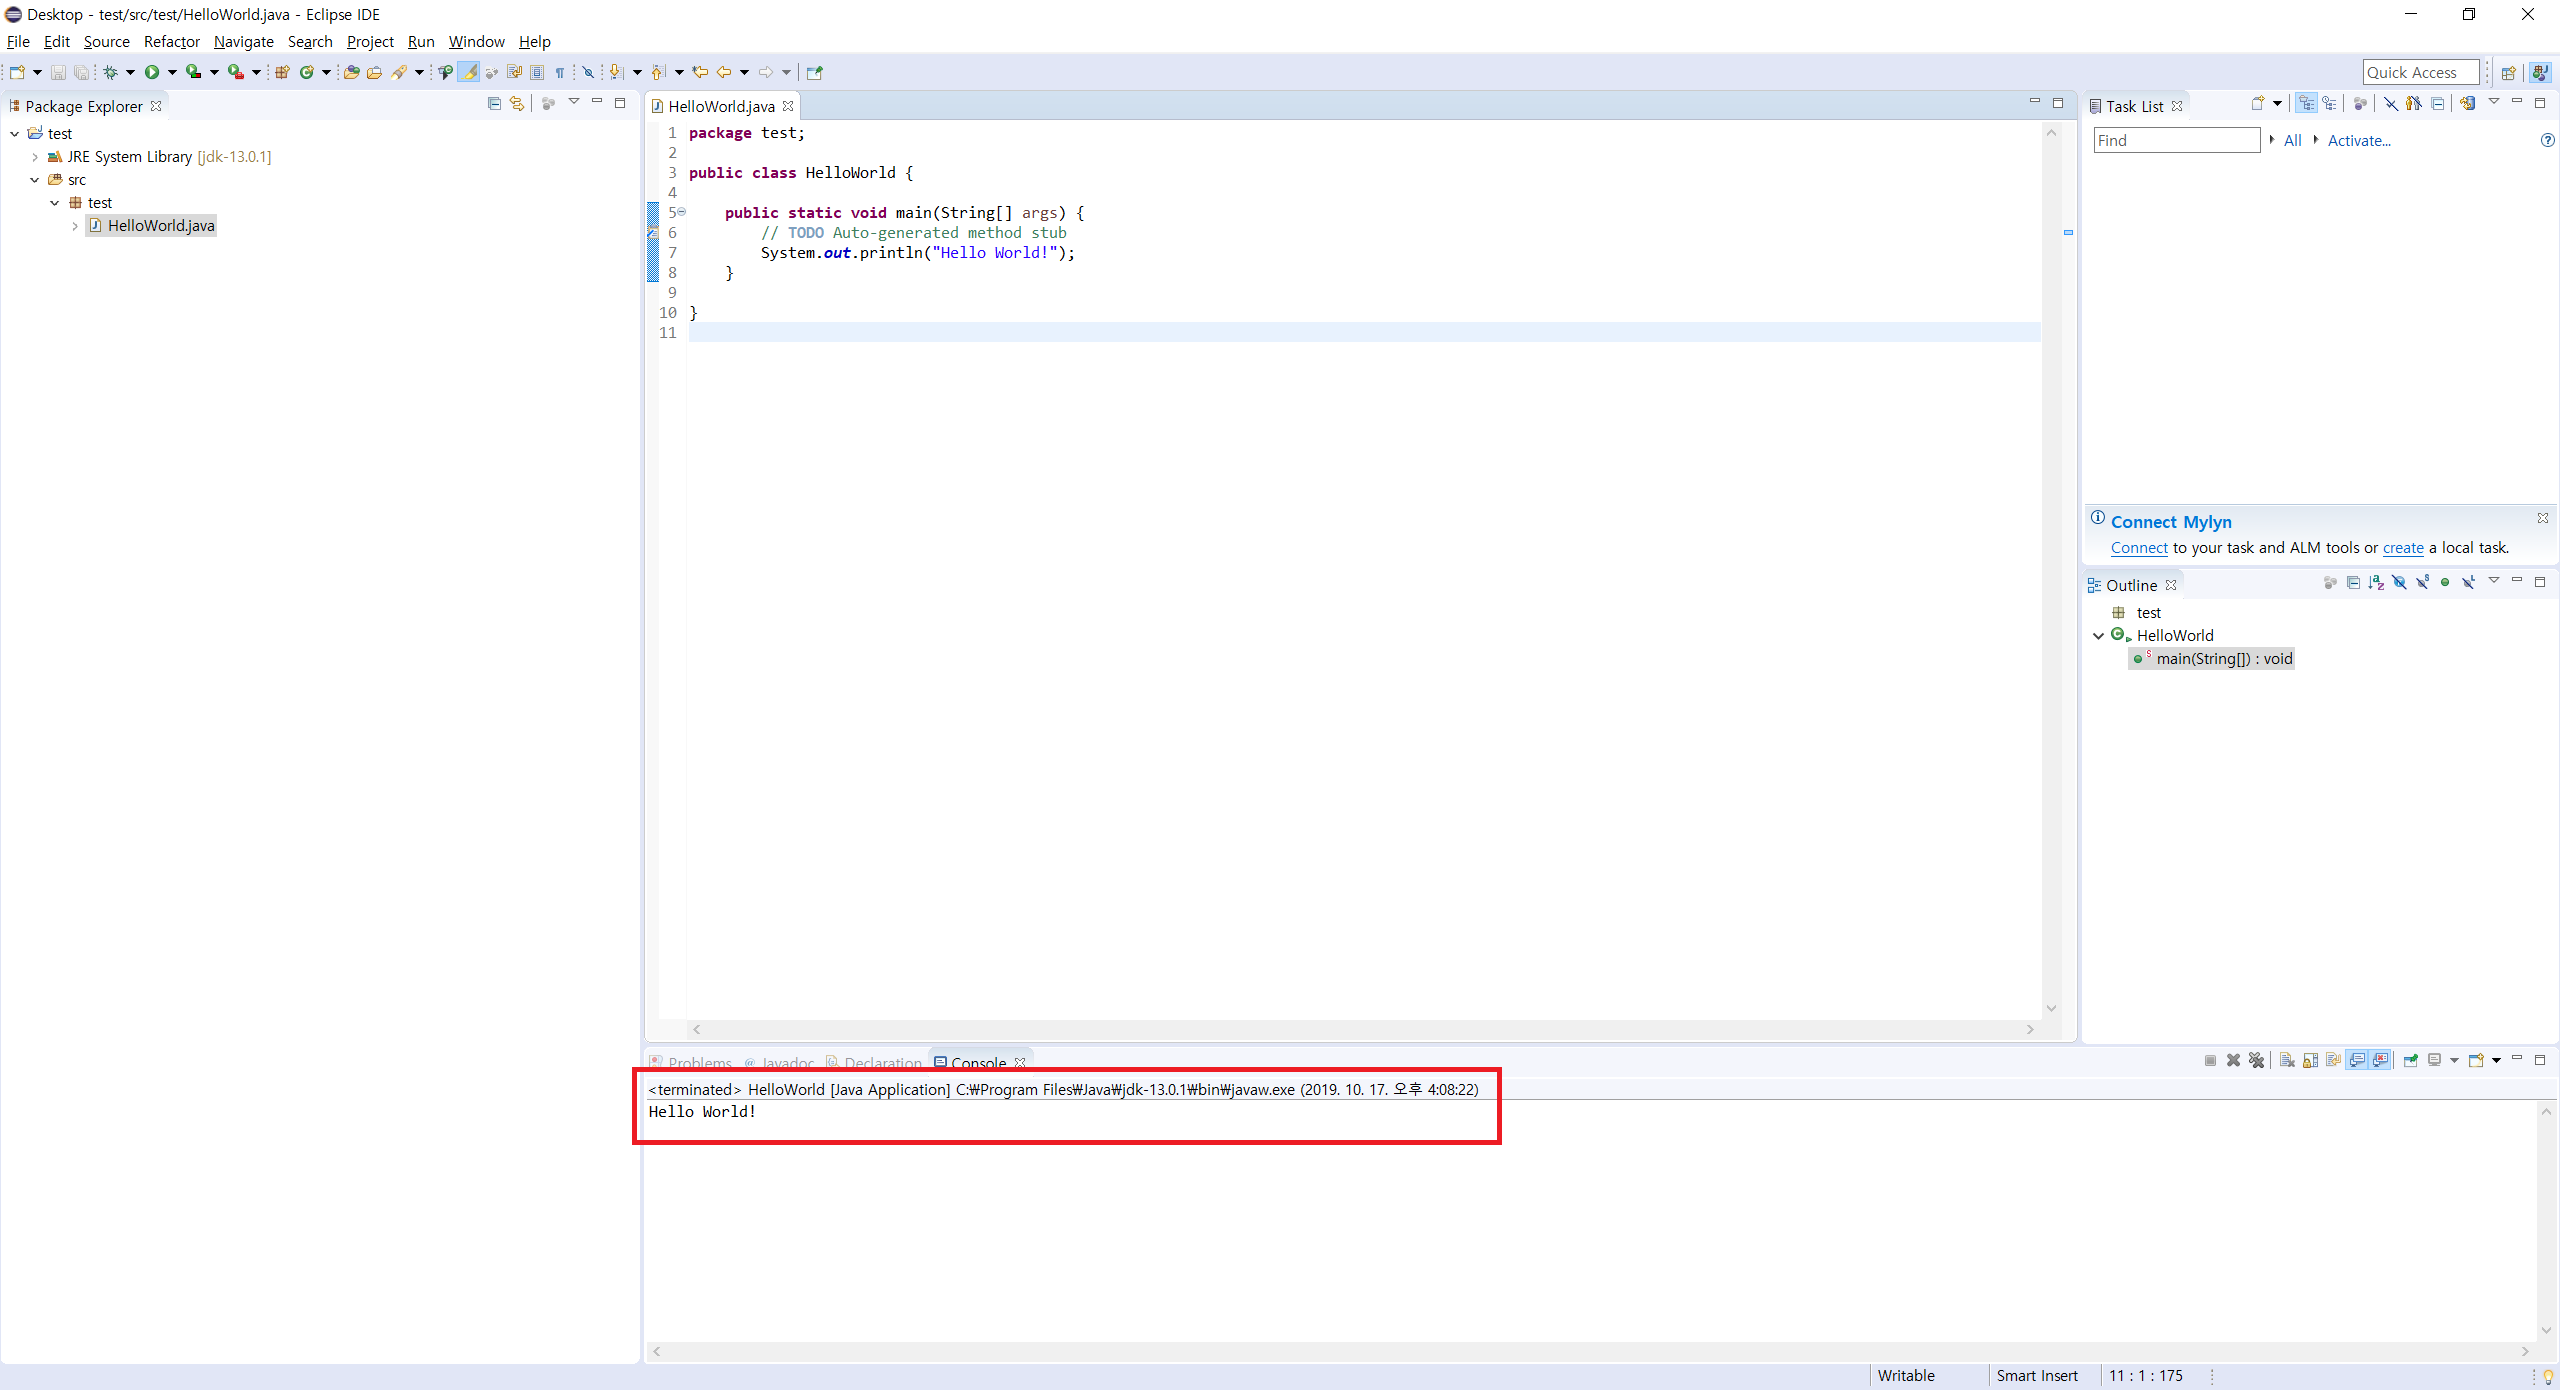 Desktop - test/src/test/HelloWorld.java - Eclipse IDE
File Edit Source Refactor Navigate Search Project Run Window Help
Quick Access
Package Explorer
test
JRE System Library [jdk-13.0.1]
src
test
HelloWorld.java
HelloWorld.java
1 package test;
2
3 public class HelloWorld {
4
5 public static void main(String[] args) {
6 // TODO Auto-generated method stub
7 System.out.println("Hello World!");
8 }
9
10 }
11
Task List
Find All Activate...
Connect Mylyn
Connect to your task and ALM tools or create a local task.
Outline
test
HelloWorld
main(String[]) : void
Problems Javadoc Declaration Console
<terminated> HelloWorld [Java Application] C:₩Program Files₩Java₩jdk-13.0.1₩bin₩javaw.exe (2019. 10. 17. 오후 4:08:22)
Hello World!
Writable Smart Insert 11 : 1 : 175